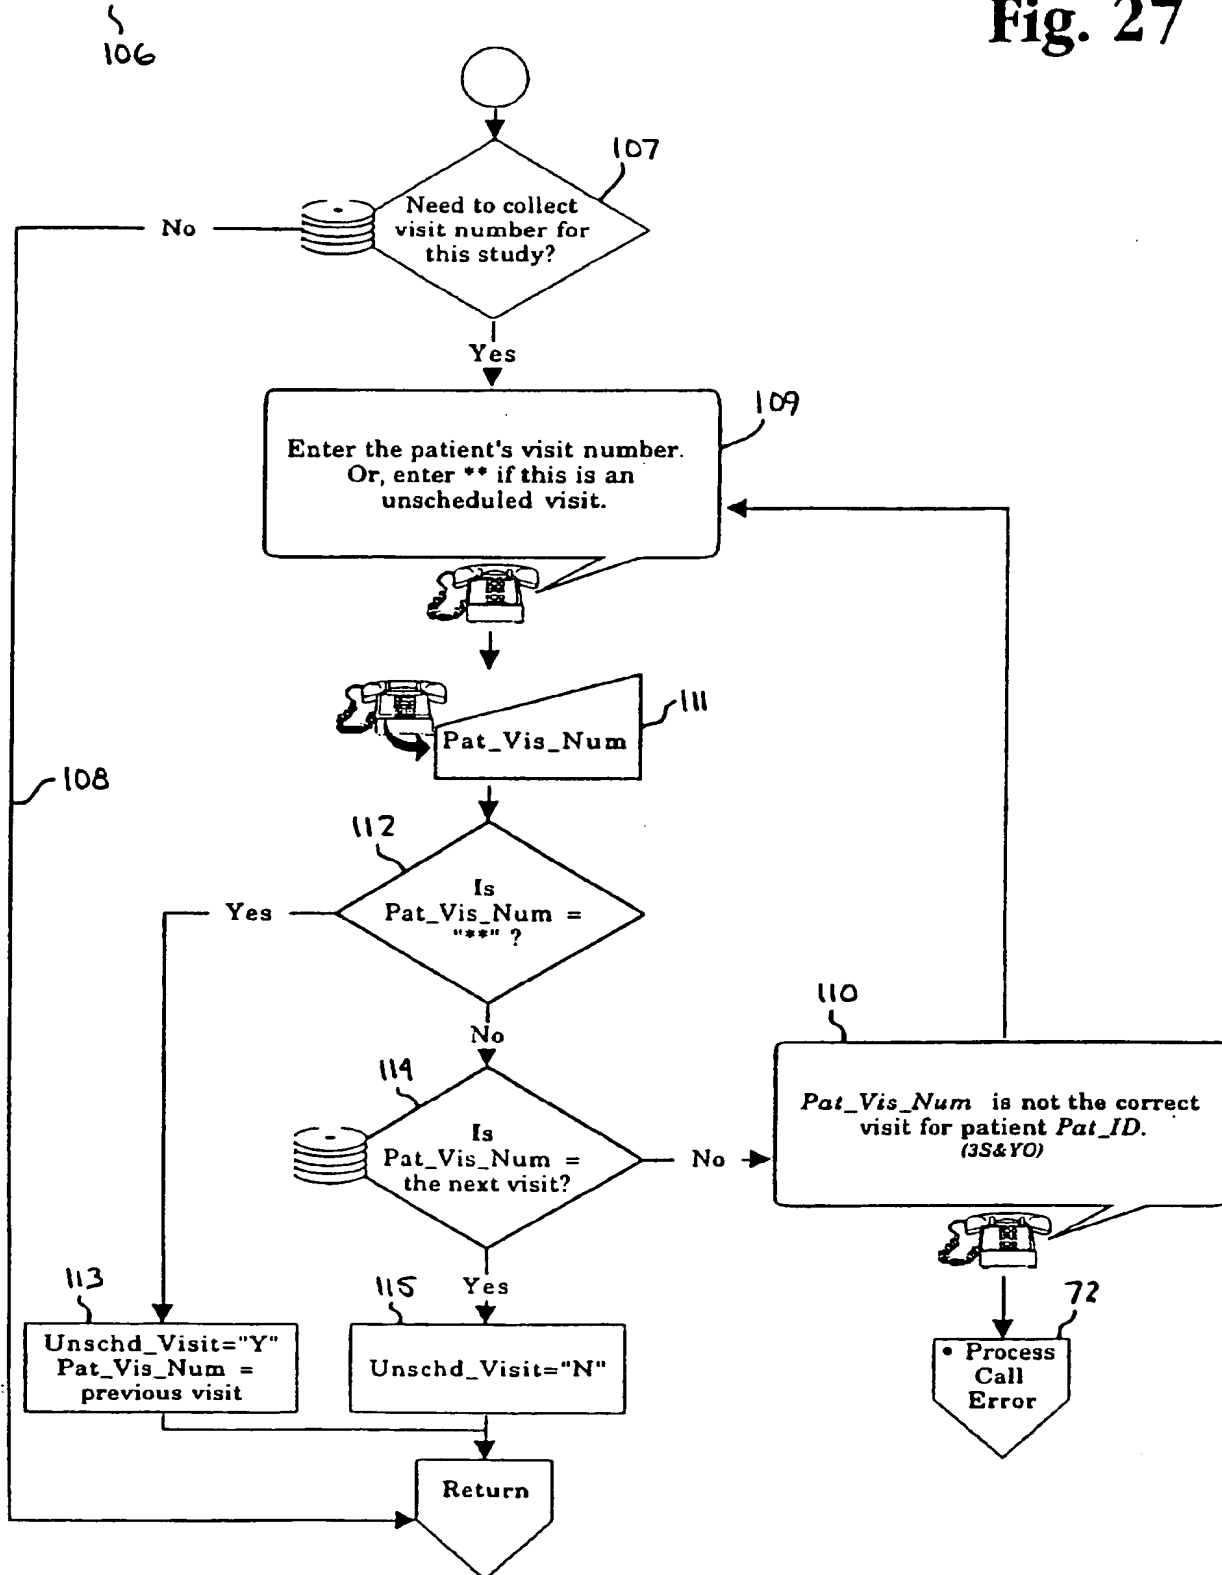 Fig. 27
106
107
Need to collect
visit number for
this study?
No
Yes
109
Enter the patient's visit number.
Or, enter ** if this is an
unscheduled visit.
111
Pat_Vis_Num
108
112
Is
Pat_Vis_Num =
"**" ?
Yes
No
110
Pat_Vis_Num is not the correct
visit for patient Pat_ID.
(3S&YO)
114
Is
Pat_Vis_Num =
the next visit?
No
Yes
113
Unschd_Visit="Y"
Pat_Vis_Num =
previous visit
115
Unschd_Visit="N"
72
• Process
Call
Error
Return